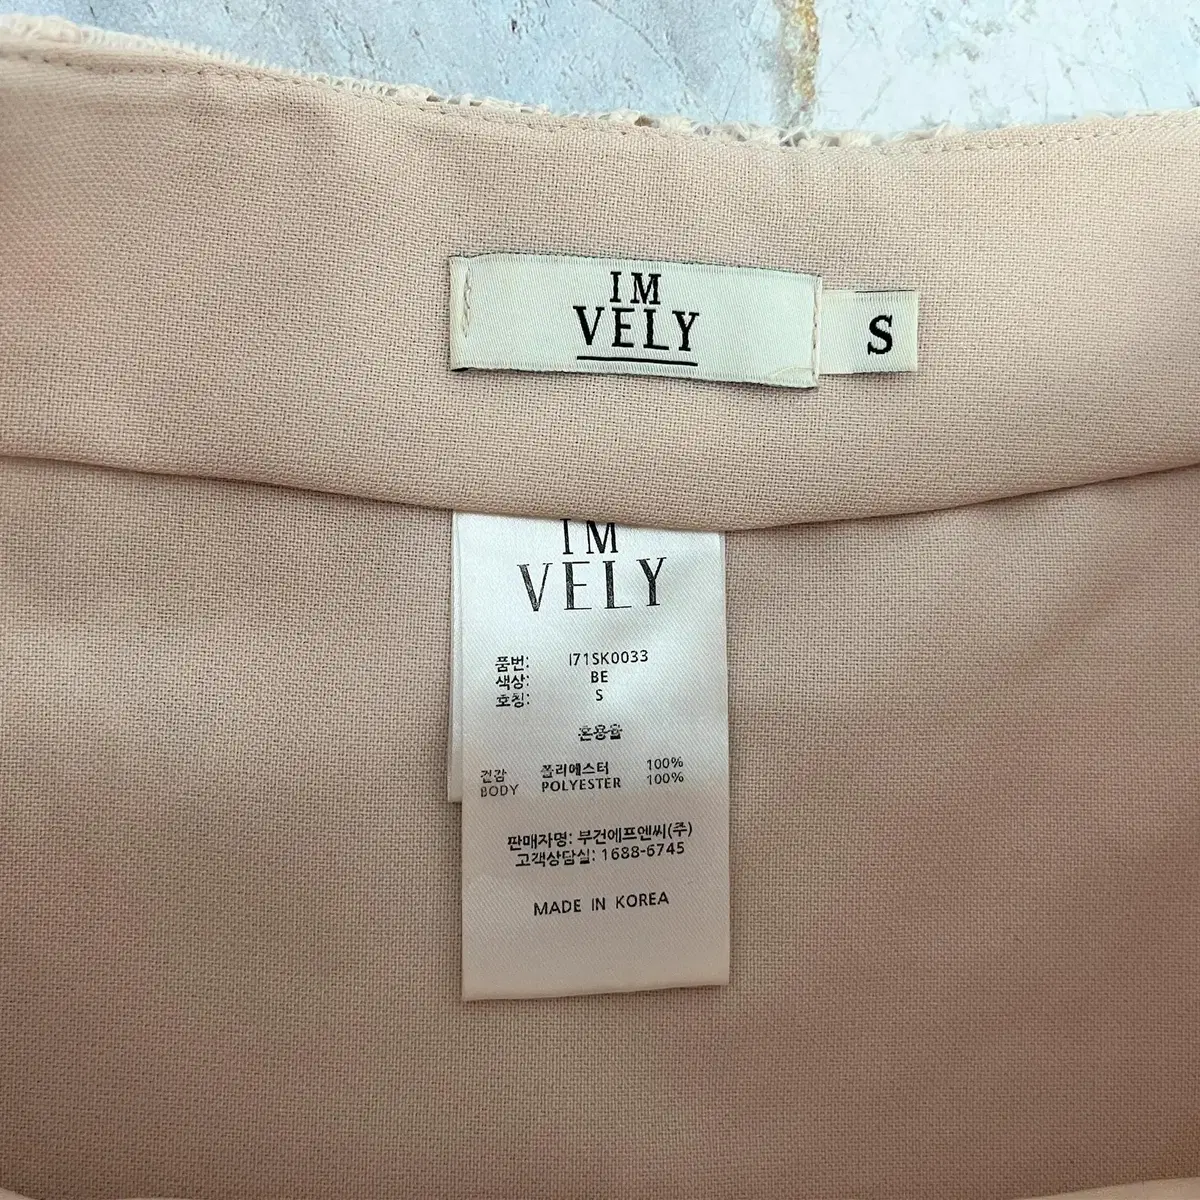 IM
VELY
S
IM
VELY
품번: I71SK0033
색상: BE
호칭: S
혼용율
겉감 폴리에스터 100%
BODY POLYESTER 100%
판매자명: 부건에프엔씨(주)
고객상담실: 1688-6745
MADE IN KOREA